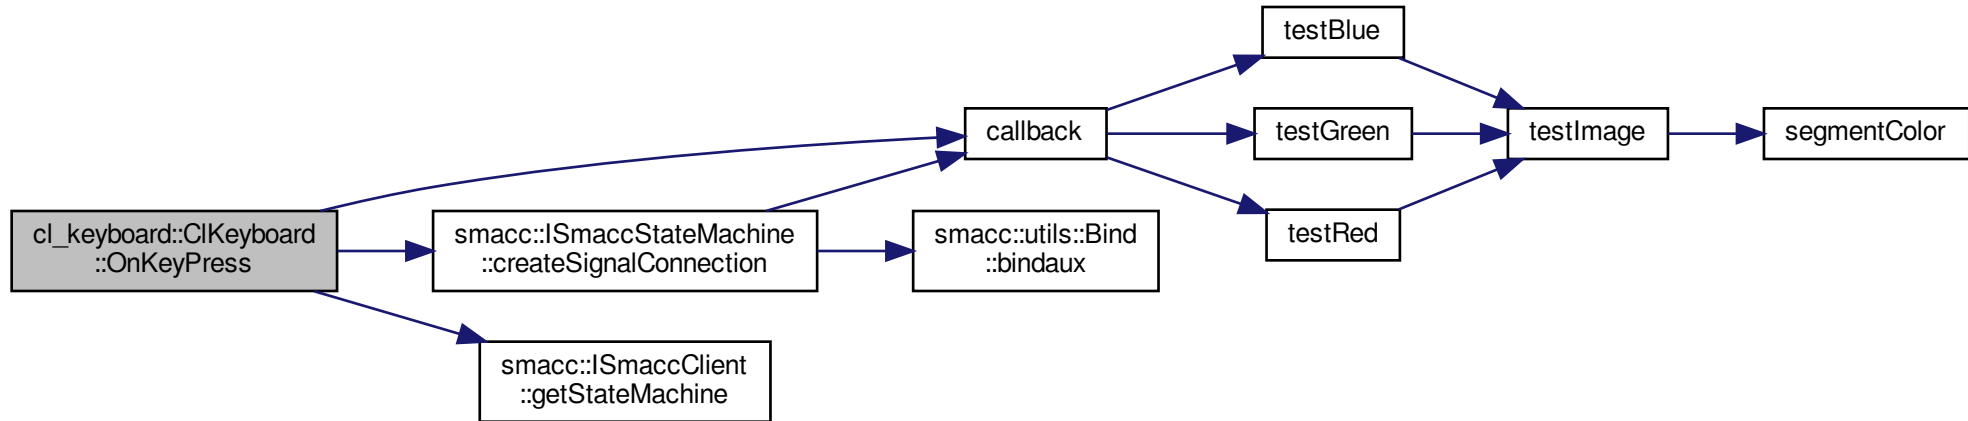 cl_keyboard::ClKeyboard
::OnKeyPress
smacc::ISmaccStateMachine
::createSignalConnection
smacc::ISmaccClient
::getStateMachine
callback
smacc::utils::Bind
::bindaux
testBlue
testGreen
testRed
testImage
segmentColor